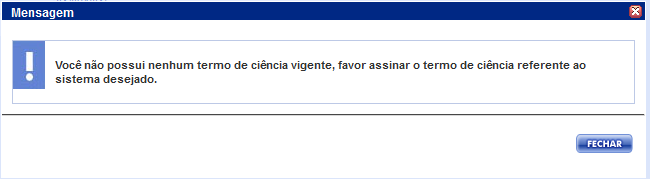 Mensagem
Você não possui nenhum termo de ciência vigente, favor assinar o termo de ciência referente ao
sistema desejado.
FECHAR